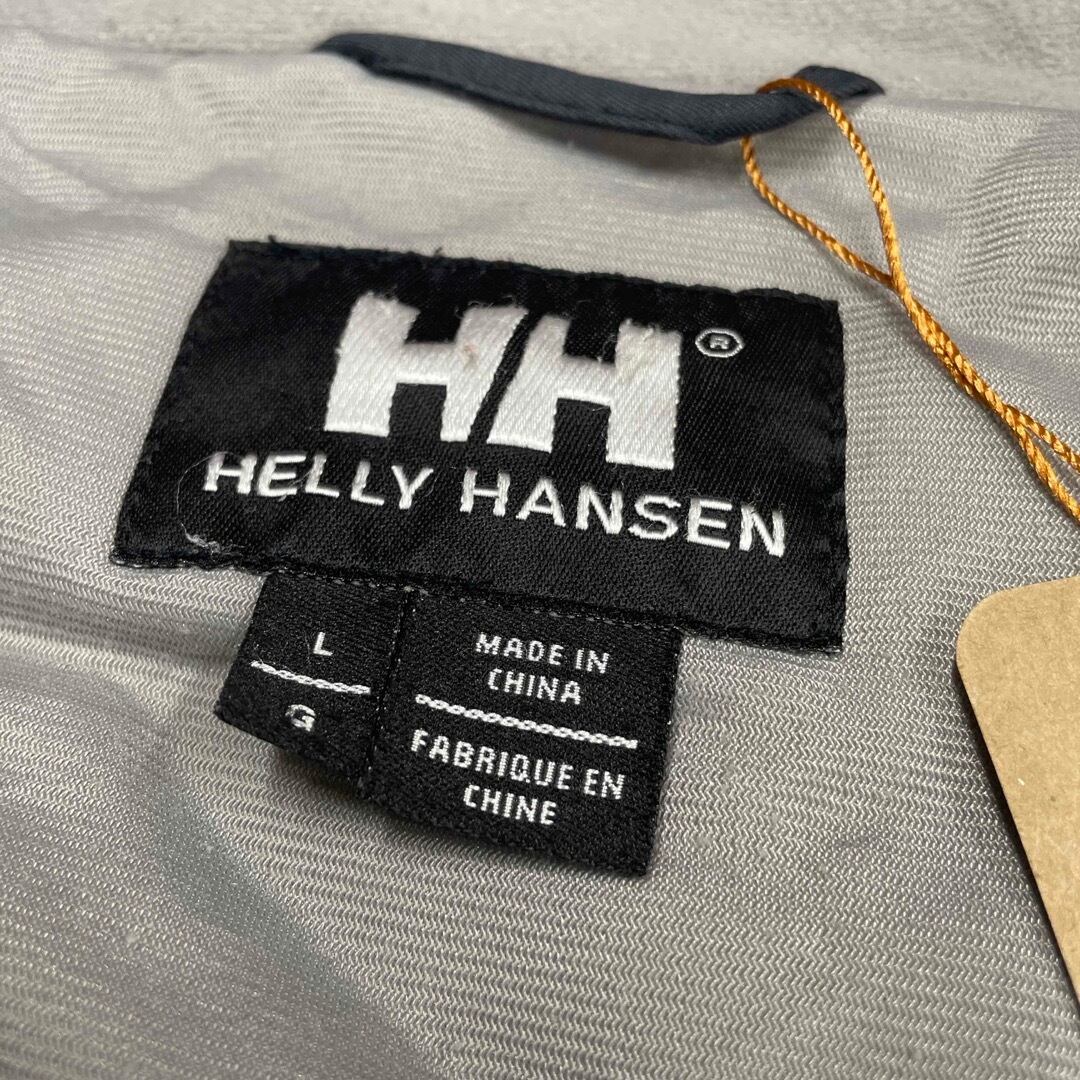 HH®
HELLY HANSEN
L
G
MADE IN
CHINA
FABRIQUE EN
CHINE